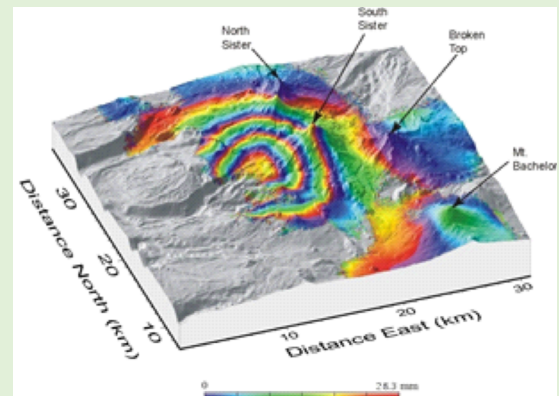 South
Sister
North
Sister
Broken
Top
Mt.
Bachelor
30
20
10
Distance North (km)
10
20
30
Distance East (km)
0
28.3 mm